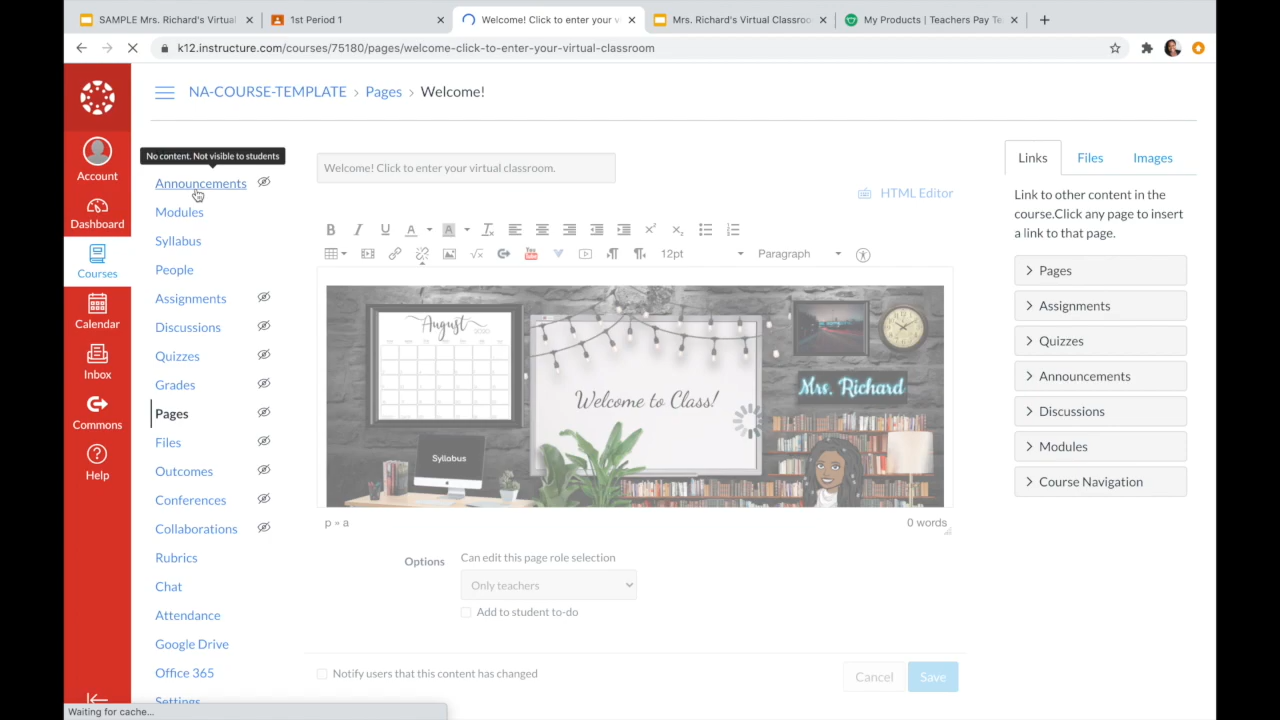 SAMPLE Mrs. Richard's Virtual
1st Period 1
Welcome! Click to enter your v
Mrs. Richard's Virtual Classroo
My Products | Teachers Pay Te
k12.instructure.com/courses/75180/pages/welcome-click-to-enter-your-virtual-classroom
NA-COURSE-TEMPLATE > Pages > Welcome!
Account
Dashboard
Courses
Calendar
Inbox
Commons
Help
No content. Not visible to students
Announcements
Modules
Syllabus
People
Assignments
Discussions
Quizzes
Grades
Pages
Files
Outcomes
Conferences
Collaborations
Rubrics
Chat
Attendance
Google Drive
Office 365
Settings
Welcome! Click to enter your virtual classroom.
HTML Editor
12pt
Paragraph
August
2020
Welcome to Class!
Mrs. Richard
Syllabus
p » a
0 words
Options
Can edit this page role selection
Only teachers
Add to student to-do
Notify users that this content has changed
Cancel
Save
Links
Files
Images
Link to other content in the
course.Click any page to insert
a link to that page.
Pages
Assignments
Quizzes
Announcements
Discussions
Modules
Course Navigation
Waiting for cache...